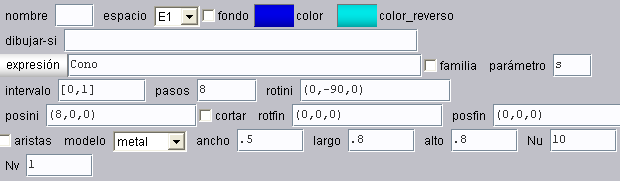 nombre espacio E1 fondo color color_reverso
dibujar-si
expresión Cono familia parámetro s
intervalo [0,1] pasos 8 rotini (0,-90,0)
posini (8,0,0) cortar rotfin (0,0,0) posfin (0,0,0)
aristas modelo metal ancho .5 largo .8 alto .8 Nu 10
Nv 1